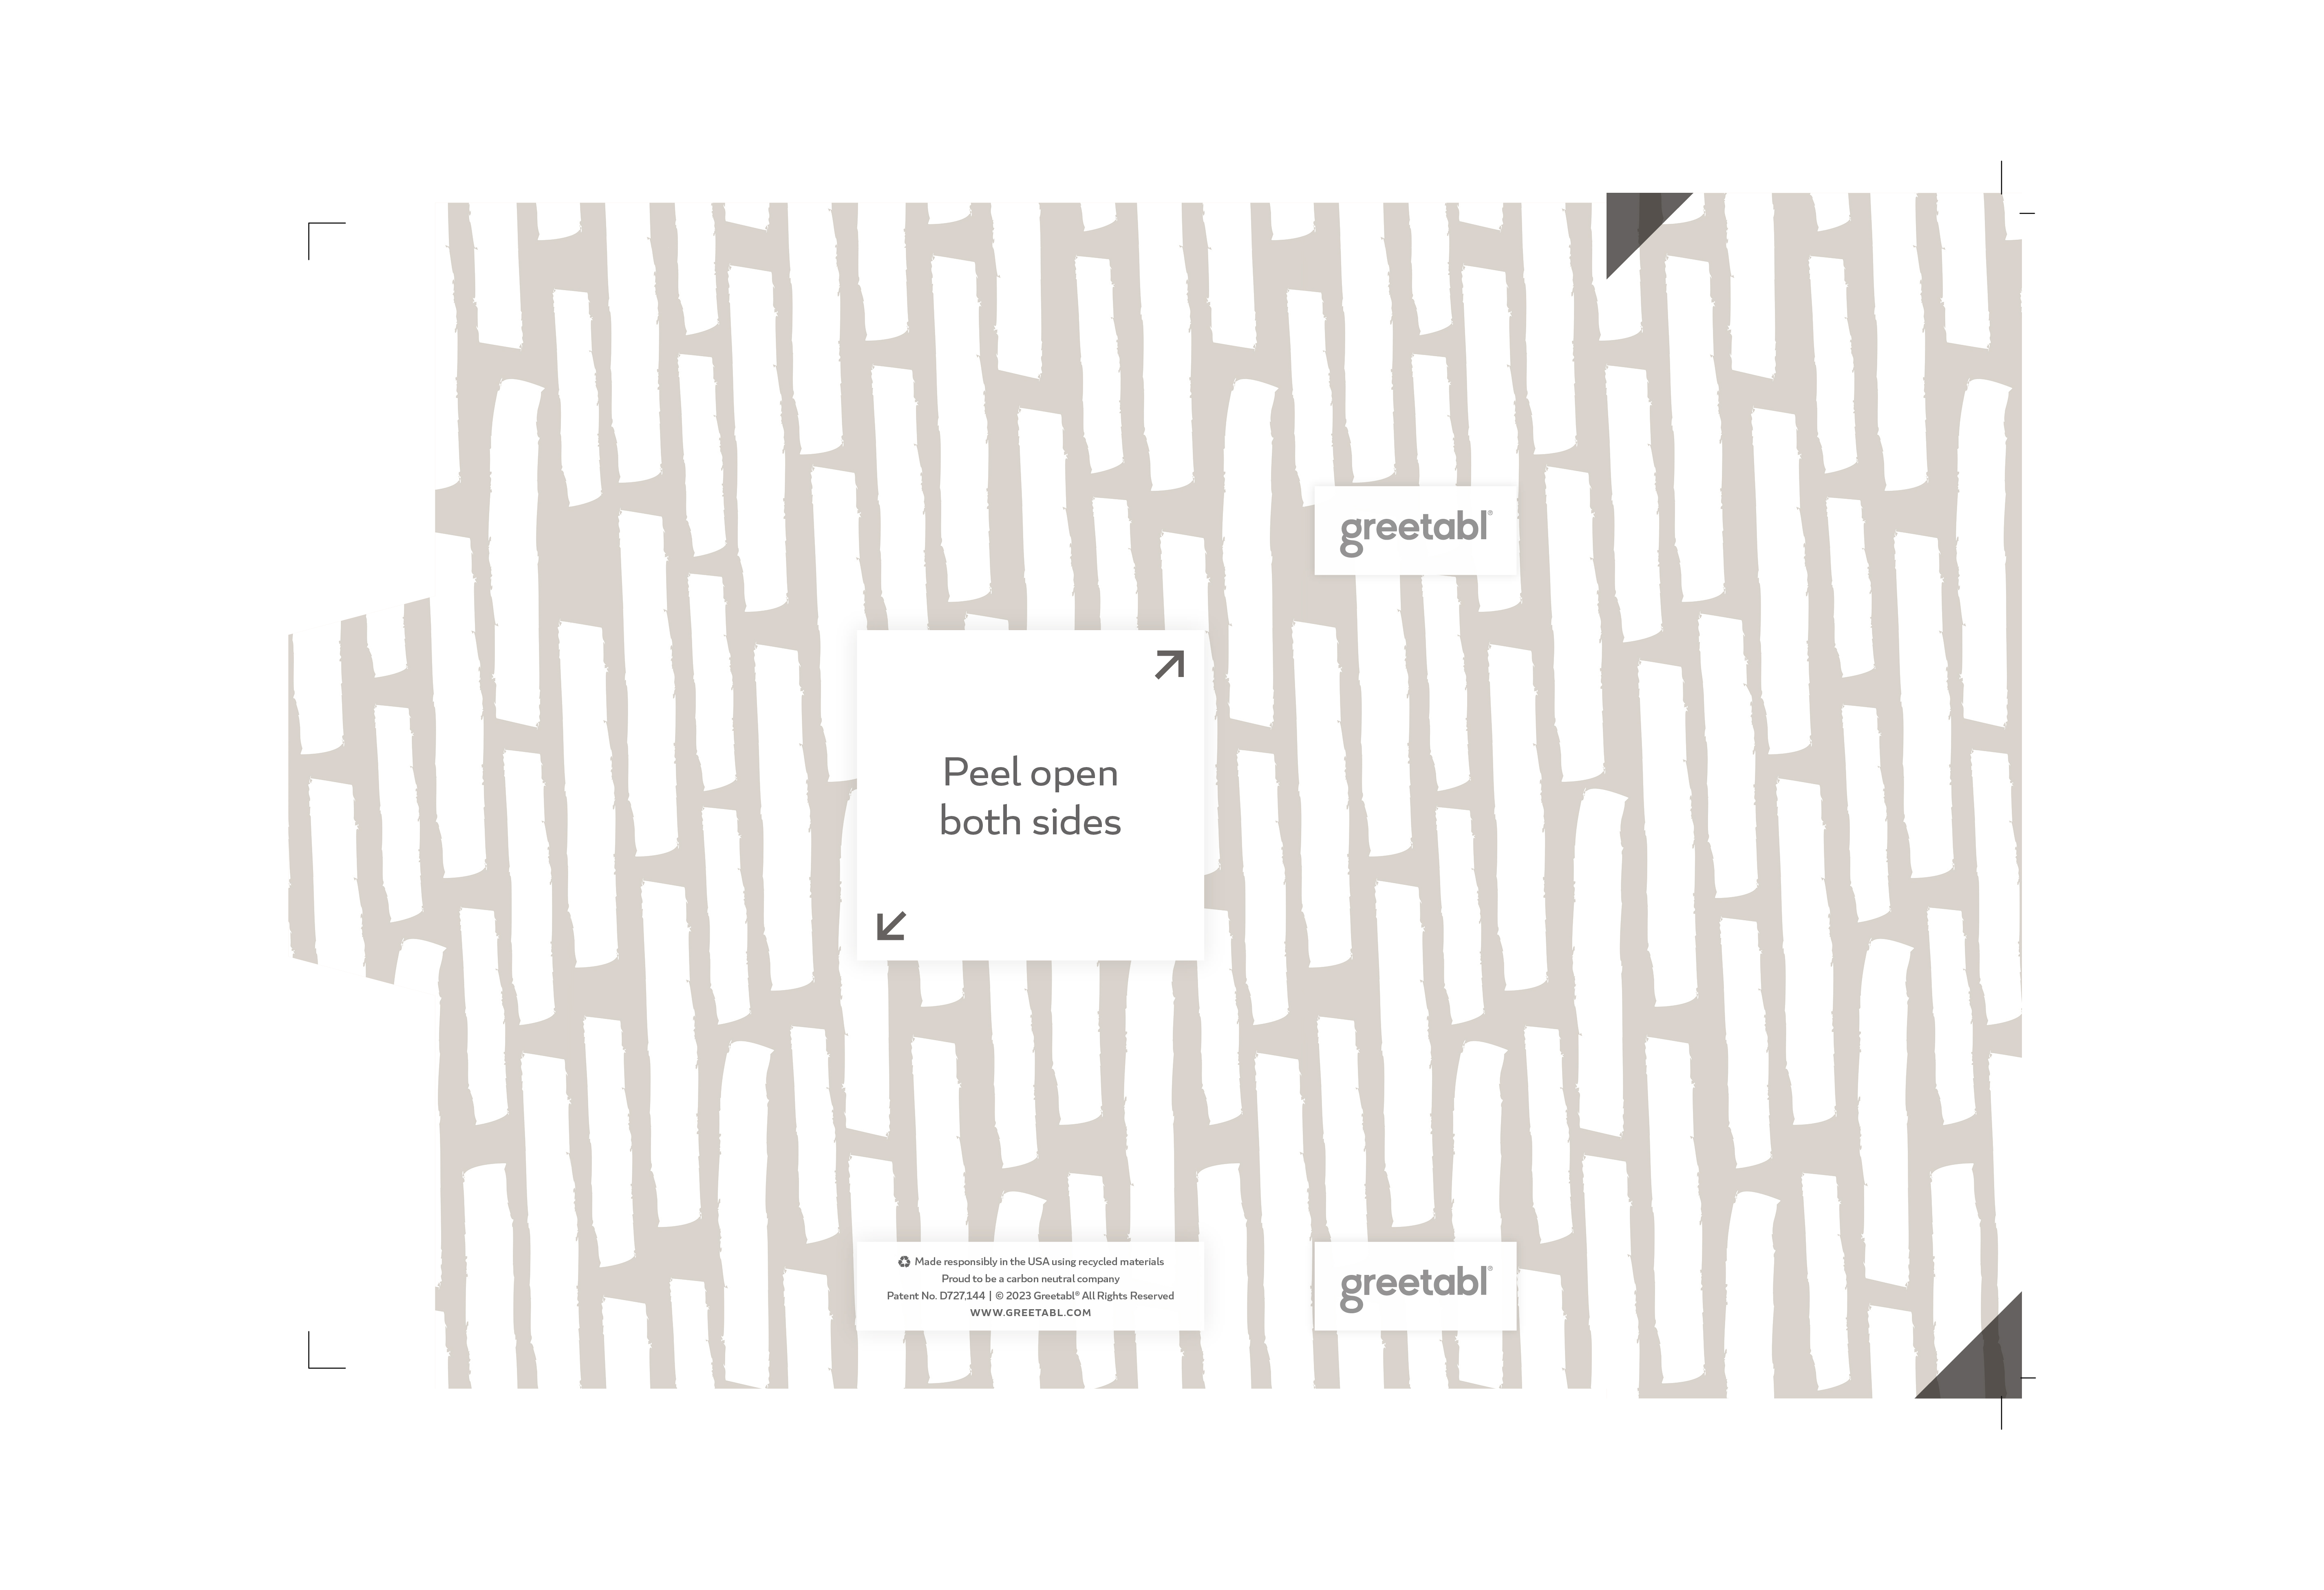 greetabl®
Peel open
both sides
♻ Made responsibly in the USA using recycled materials
Proud to be a carbon neutral company
Patent No. D727,144 | © 2023 Greetabl® All Rights Reserved
WWW.GREETABL.COM
greetabl®